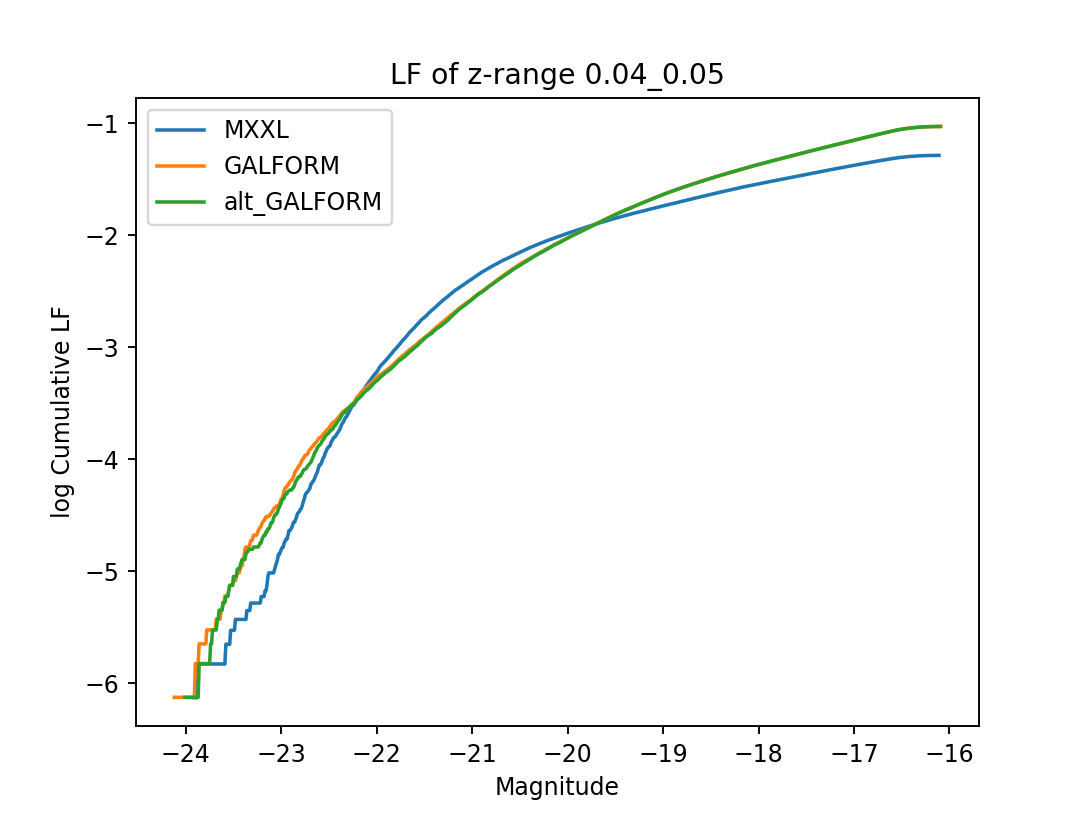 LF of z-range 0.04_0.05
MXXL
GALFORM
alt_GALFORM
log Cumulative LF
−1
−2
−3
−4
−5
−6
−24 −23 −22 −21 −20 −19 −18 −17 −16
Magnitude